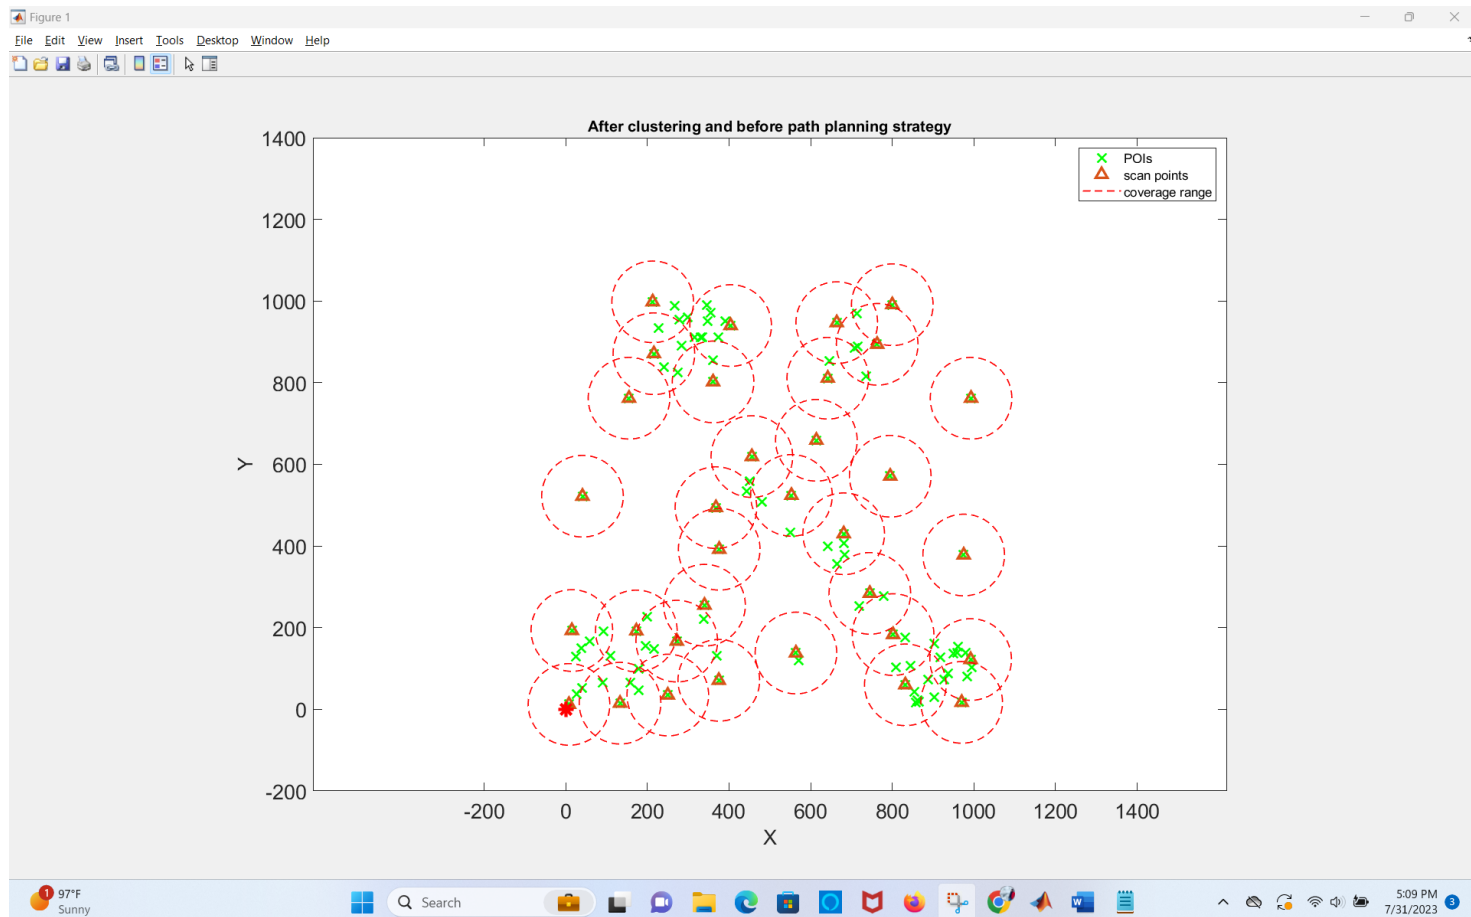 Figure 1
File Edit View Insert Tools Desktop Window Help
After clustering and before path planning strategy
POIs
scan points
coverage range
1400
1200
1000
800
600
400
200
0
-200
Y
-200 0 200 400 600 800 1000 1200 1400
X
1
97°F
Sunny
Search
5:09 PM
7/31/2023
3